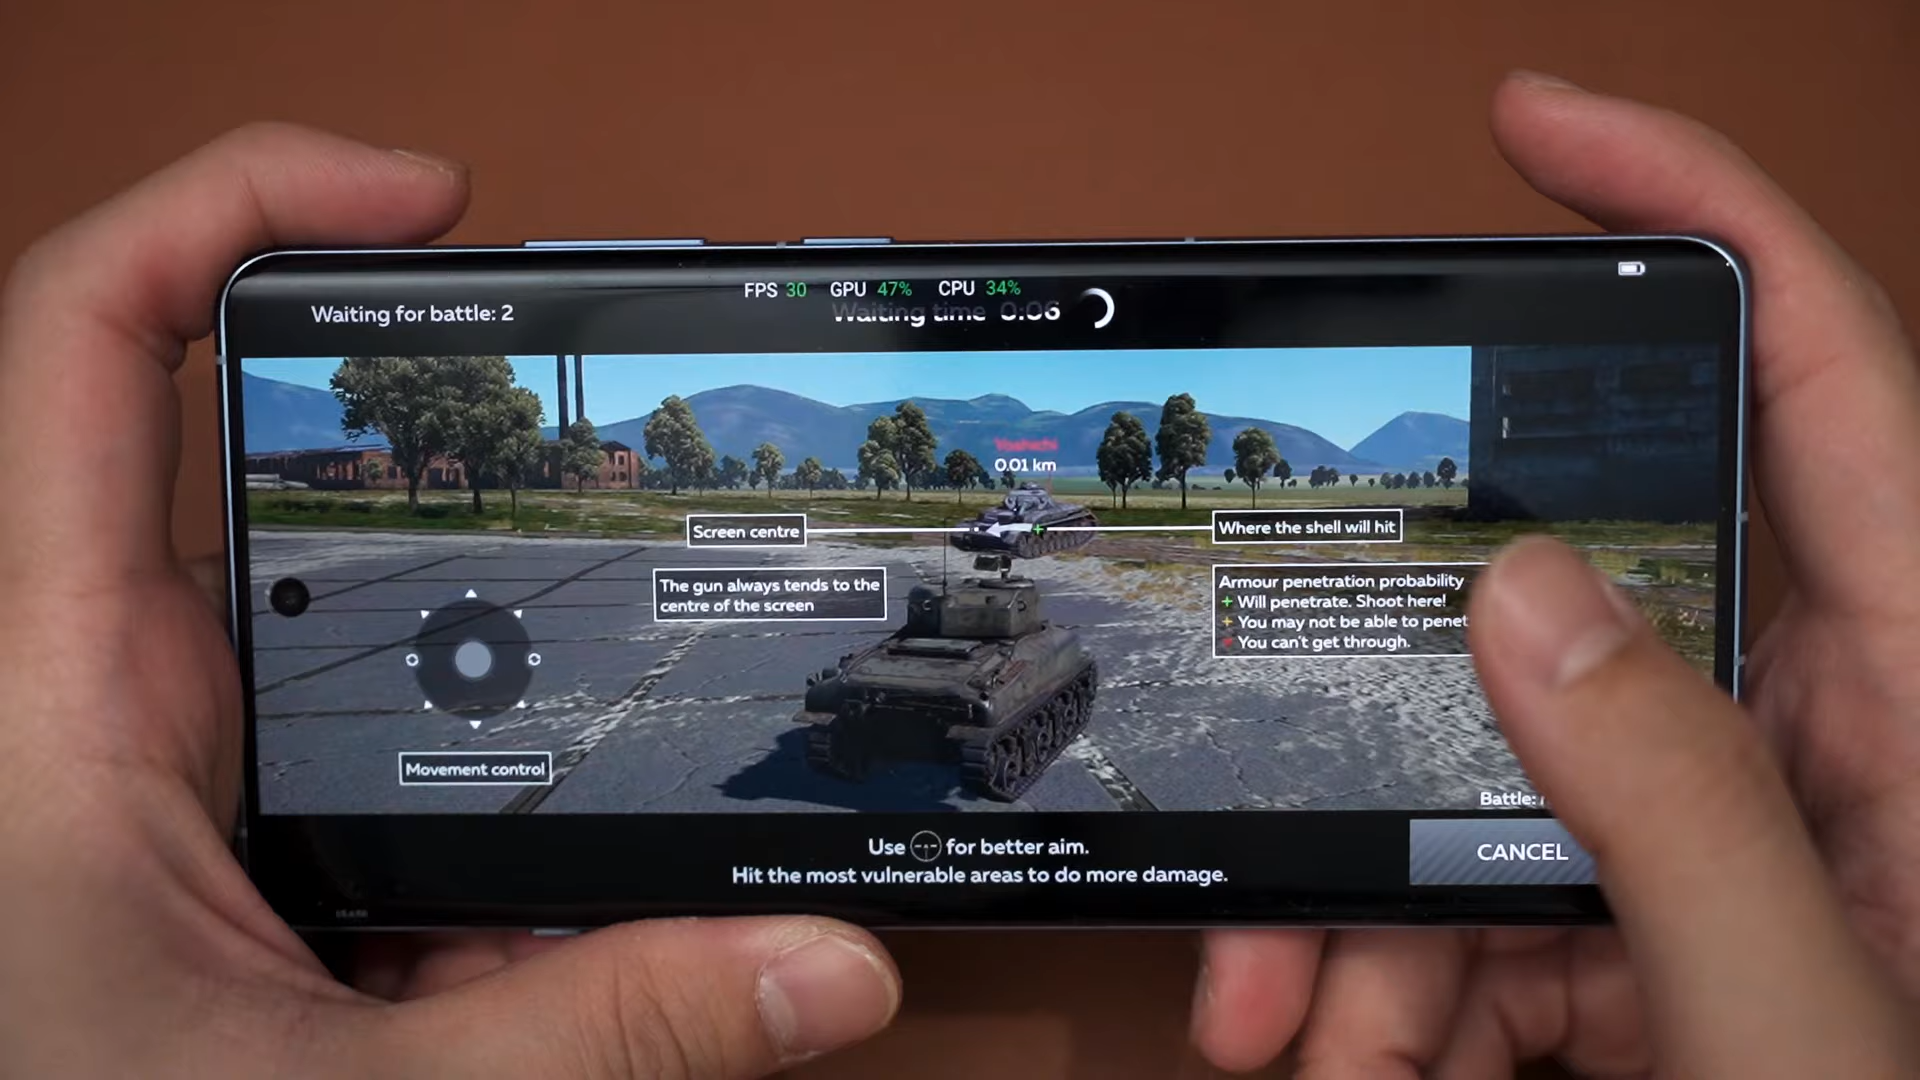 FPS 30 GPU 47% CPU 34%
Waiting for battle: 2
Waiting time 0:06
0.01 km
Screen centre
Where the shell will hit
The gun always tends to the
centre of the screen
Armour penetration probability
+ Will penetrate. Shoot here!
+ You may not be able to penet
+ You can't get through.
Movement control
Battle:
Use for better aim.
Hit the most vulnerable areas to do more damage.
CANCEL